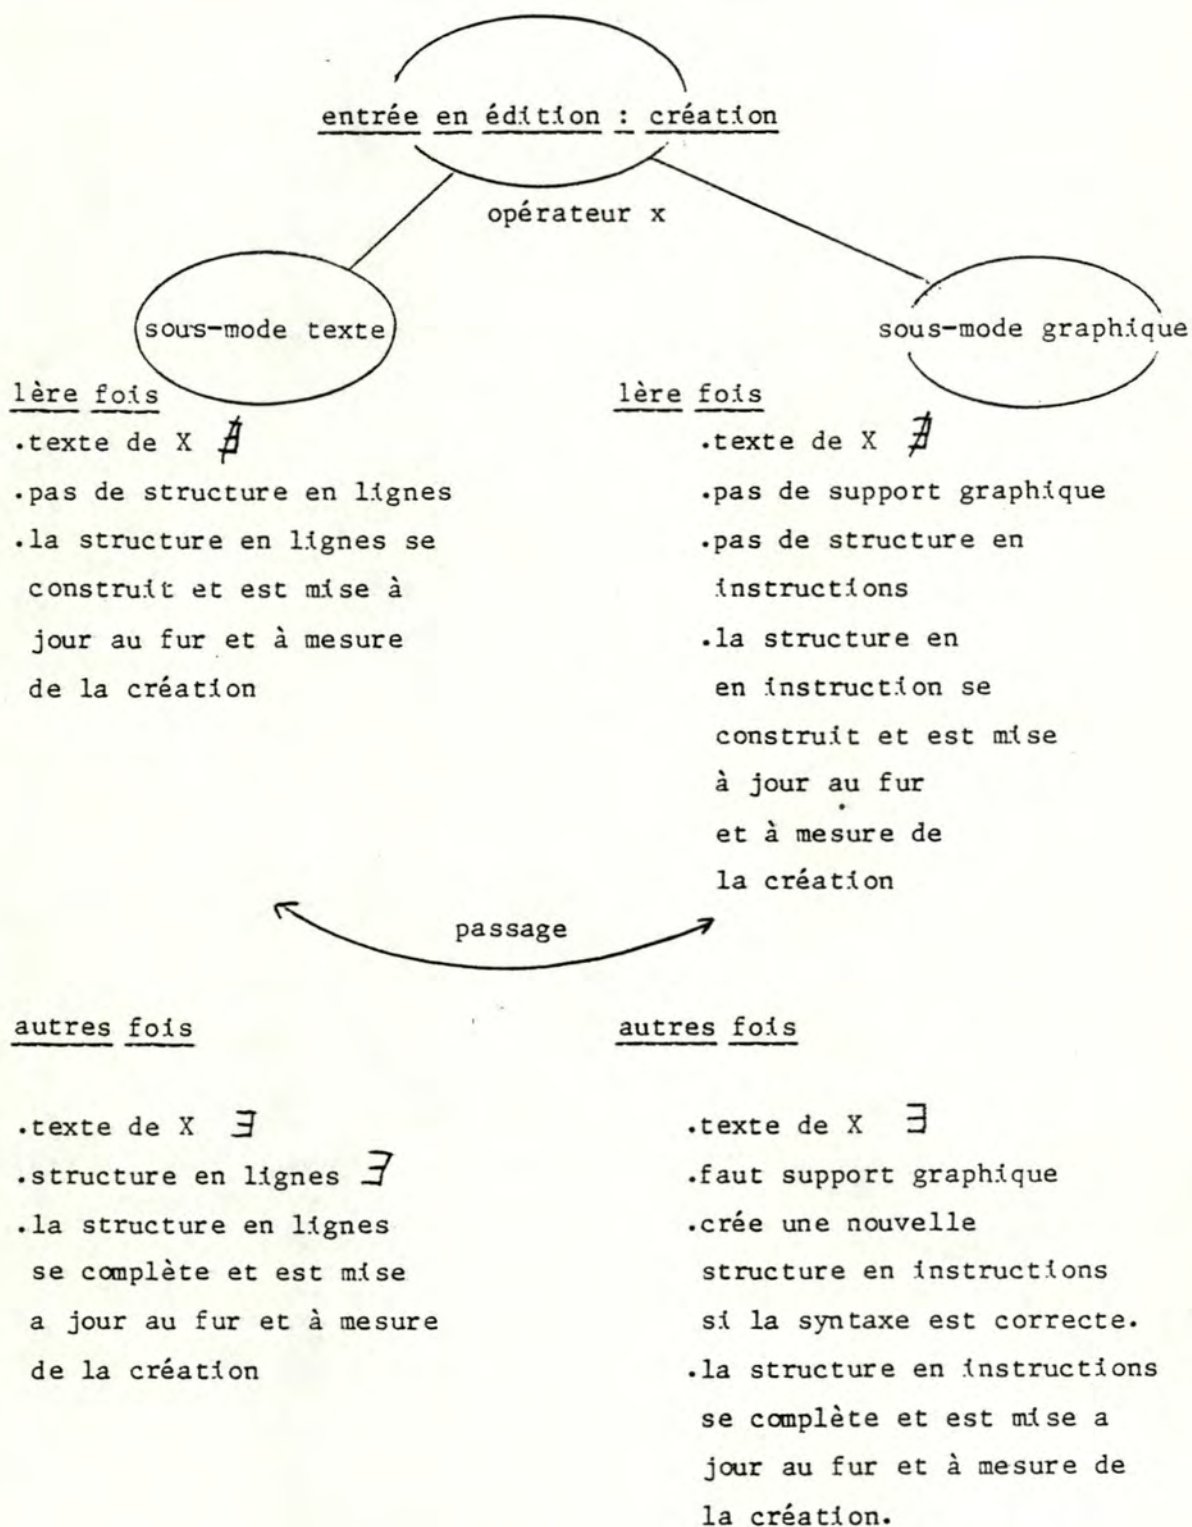 entrée en édition : création
opérateur x
sous-mode texte
1ère fois
.texte de X ∄
.pas de structure en lignes
.la structure en lignes se
construit et est mise à
jour au fur et à mesure
de la création
sous-mode graphique
1ère fois
.texte de X ∄
.pas de support graphique
.pas de structure en
instructions
.la structure en
en instruction se
construit et est mise
à jour au fur
et à mesure de
la création
passage
autres fois
.texte de X ∃
.structure en lignes ∃
.la structure en lignes
se complète et est mise
a jour au fur et à mesure
de la création
autres fois
.texte de X ∃
.faut support graphique
.crée une nouvelle
structure en instructions
si la syntaxe est correcte.
.la structure en instructions
se complète et est mise a
jour au fur et à mesure de
la création.